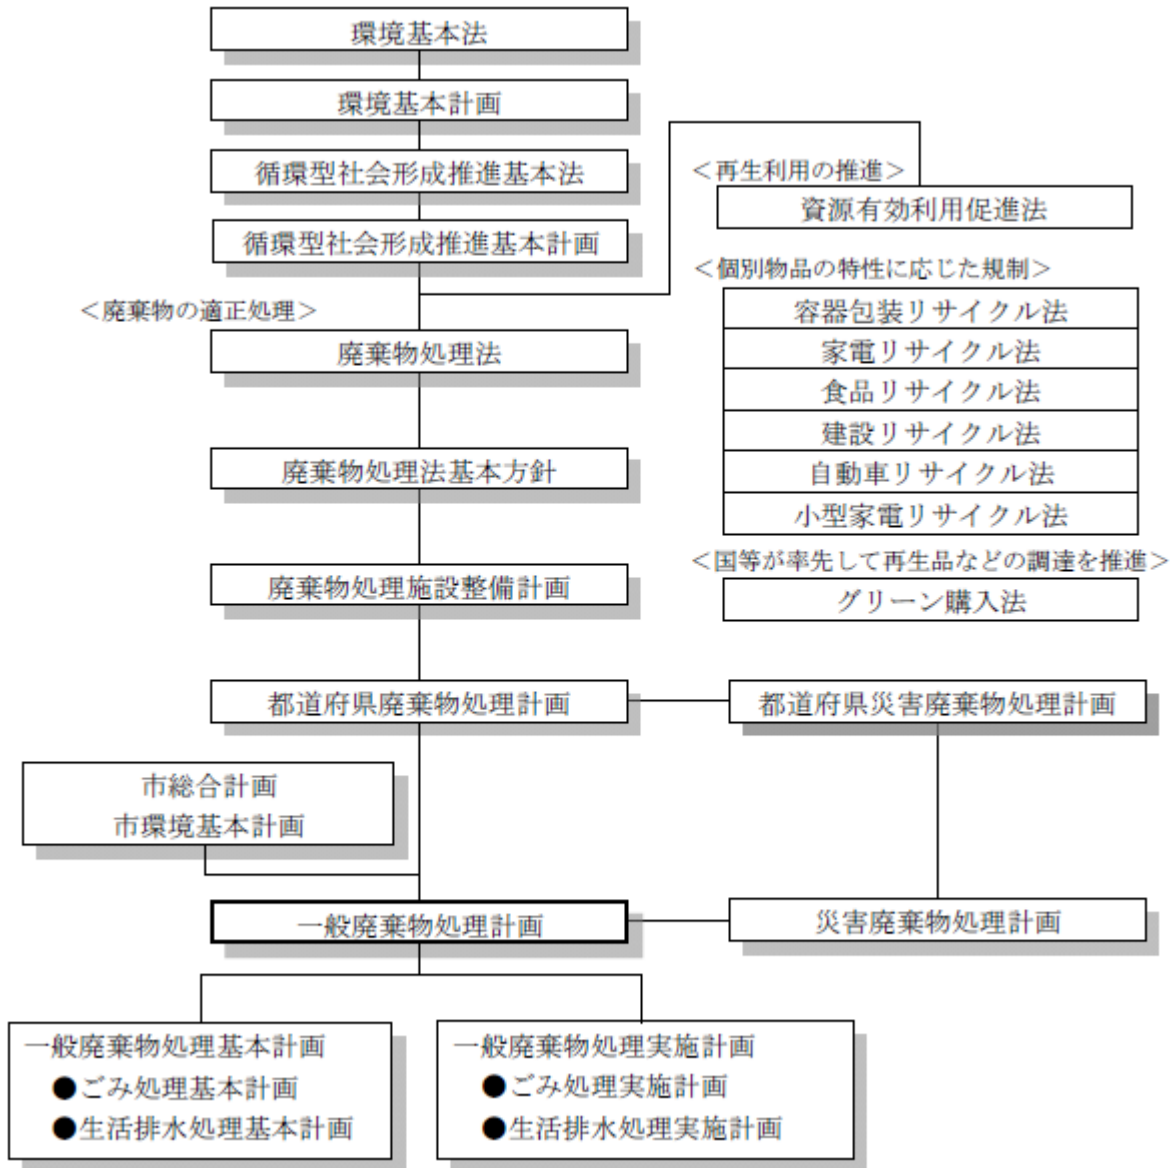 環境基本法
環境基本計画
循環型社会形成推進基本法
循環型社会形成推進基本計画
＜廃棄物の適正処理＞
廃棄物処理法
廃棄物処理法基本方針
廃棄物処理施設整備計画
＜再生利用の推進＞
資源有効利用促進法
＜個別物品の特性に応じた規制＞
容器包装リサイクル法
家電リサイクル法
食品リサイクル法
建設リサイクル法
自動車リサイクル法
小型家電リサイクル法
＜国等が率先して再生品などの調達を推進＞
グリーン購入法
都道府県廃棄物処理計画
都道府県災害廃棄物処理計画
市総合計画
市環境基本計画
一般廃棄物処理計画
災害廃棄物処理計画
一般廃棄物処理基本計画
●ごみ処理基本計画
●生活排水処理基本計画
一般廃棄物処理実施計画
●ごみ処理実施計画
●生活排水処理実施計画